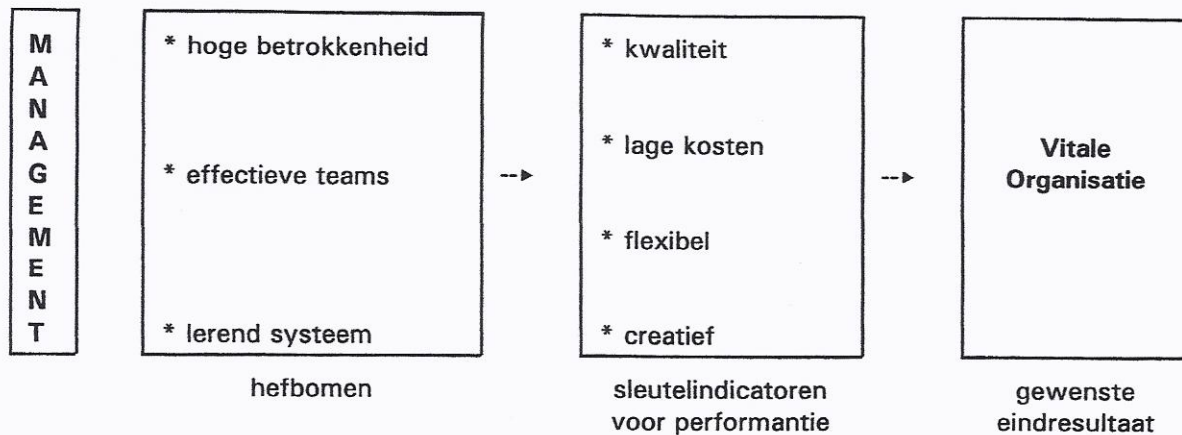 MANAGEMENT
* hoge betrokkenheid
* effectieve teams
* lerend systeem
hefbomen
-->
* kwaliteit
* lage kosten
* flexibel
* creatief
sleutelindicatoren
voor performantie
-->
Vitale
Organisatie
gewenste
eindresultaat